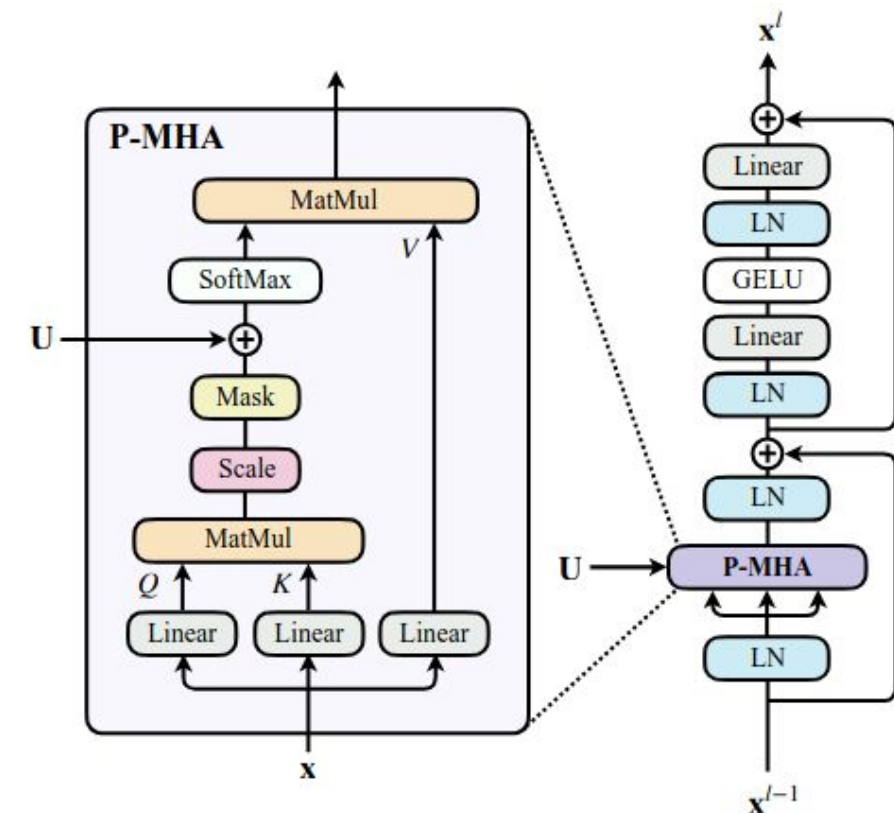 P-MHA
MatMul
V
SoftMax
U
Mask
Scale
MatMul
Q
K
Linear
Linear
Linear
x
x^l
Linear
LN
GELU
Linear
LN
LN
U
P-MHA
LN
x^{l-1}